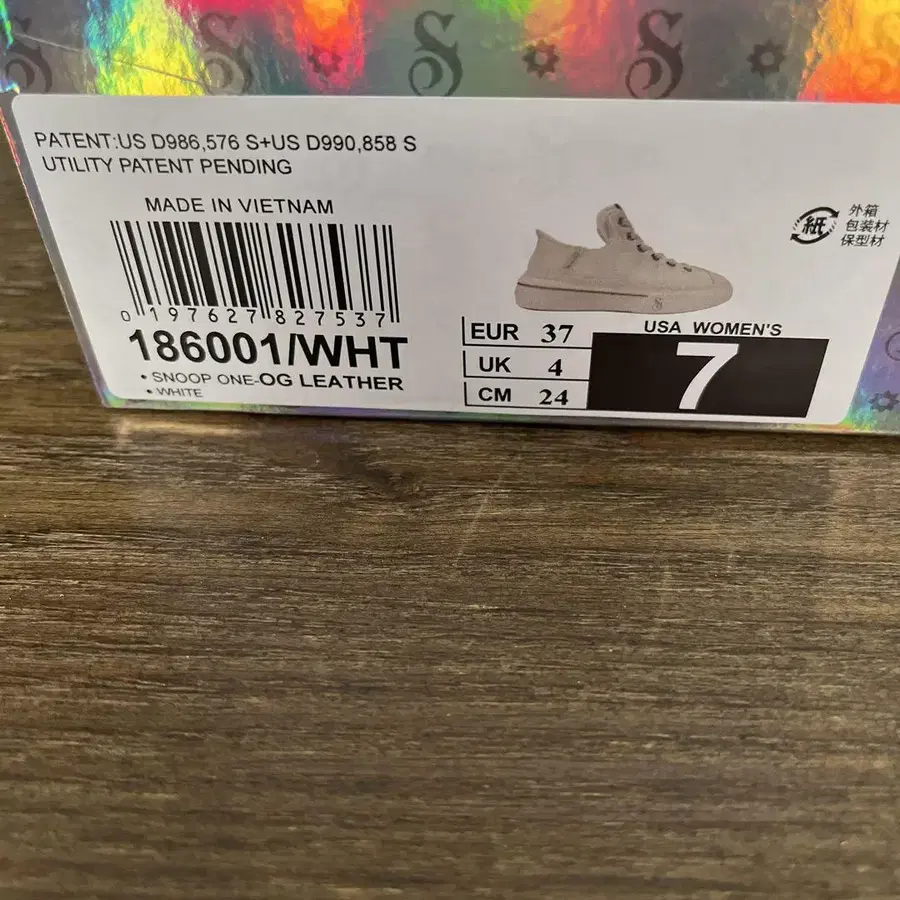 PATENT:US D986,576 S+US D990,858 S
UTILITY PATENT PENDING
MADE IN VIETNAM
0 197627 827537
186001/WHT
• SNOOP ONE-OG LEATHER
• WHITE
紙
外箱
包装材
保型材
S
EUR 37
UK 4
CM 24
USA WOMEN'S
7
S S S S